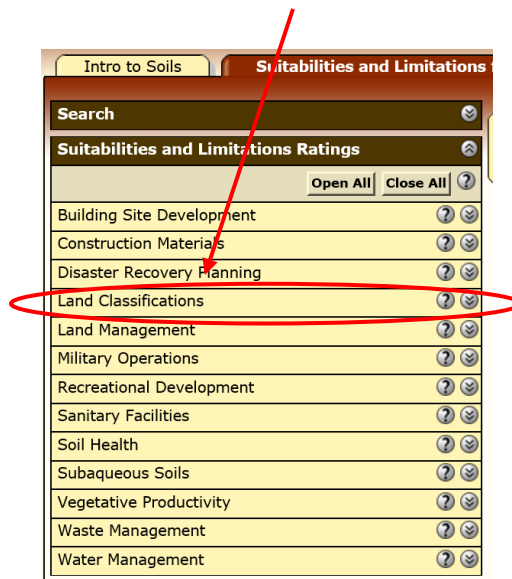 Intro to Soils Suitabilities and Limitations
Search
Suitabilities and Limitations Ratings
Open All Close All ?
Building Site Development ?
Construction Materials ?
Disaster Recovery Planning ?
Land Classifications ?
Land Management ?
Military Operations ?
Recreational Development ?
Sanitary Facilities ?
Soil Health ?
Subaqueous Soils ?
Vegetative Productivity ?
Waste Management ?
Water Management ?